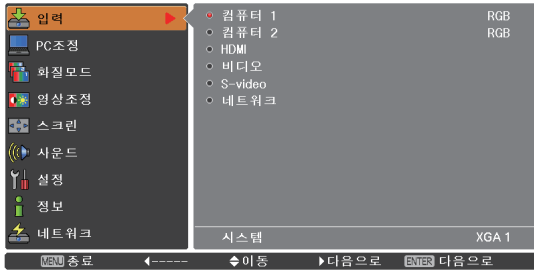 입력
PC조정
화질모드
영상조정
스크린
사운드
설정
정보
네트워크
컴퓨터 1 RGB
컴퓨터 2 RGB
HDMI
비디오
S-video
네트워크
시스템 XGA 1
MENU 종료 ◀----- ◆이동 ▶다음으로 ENTER 다음으로